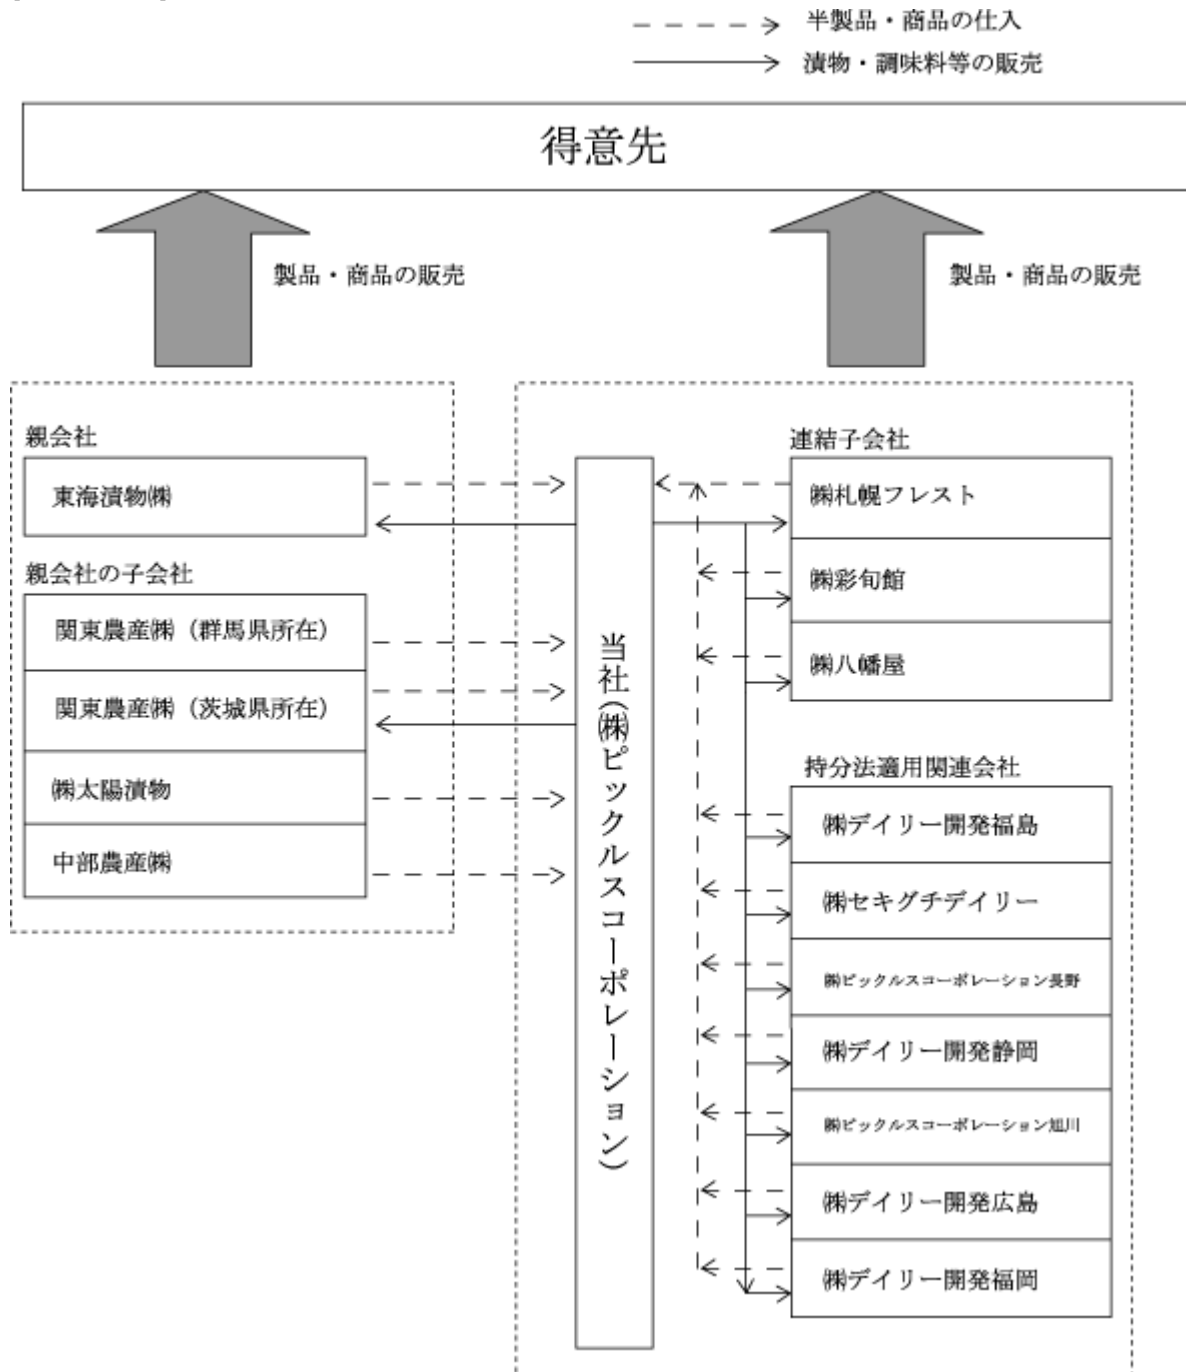 半製品・商品の仕入
漬物・調味料等の販売
得意先
製品・商品の販売
製品・商品の販売
親会社
東海漬物㈱
親会社の子会社
関東農産㈱（群馬県所在）
関東農産㈱（茨城県所在）
㈱太陽漬物
中部農産㈱
当社（㈱ピックルスコーポレーション）
連結子会社
㈱札幌フレスト
㈱彩旬館
㈱八幡屋
持分法適用関連会社
㈱デイリー開発福島
㈱セキグチデイリー
㈱ピックルスコーポレーション長野
㈱デイリー開発静岡
㈱ピックルスコーポレーション旭川
㈱デイリー開発広島
㈱デイリー開発福岡